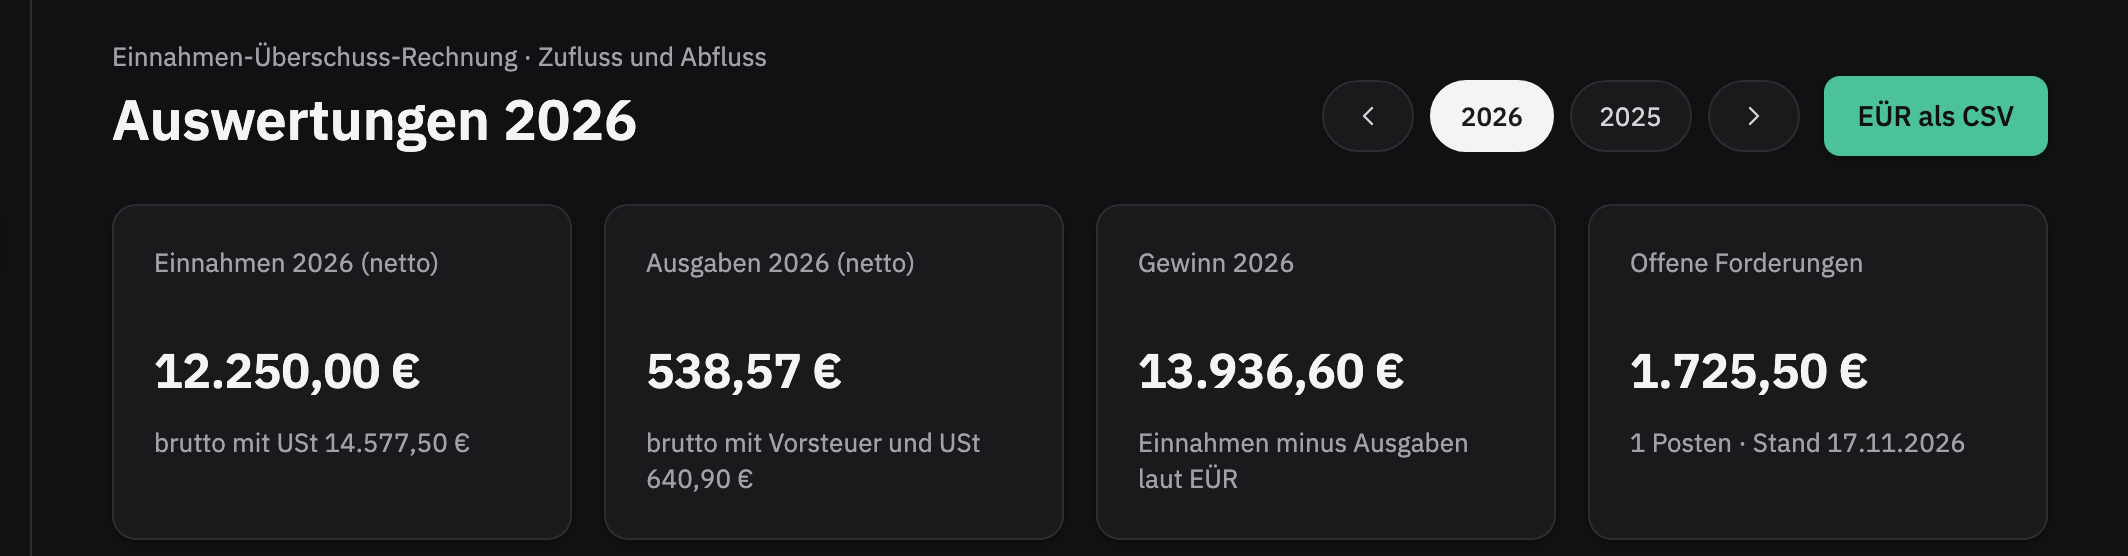 Einnahmen-Überschuss-Rechnung · Zufluss und Abfluss
Auswertungen 2026
2026
2025
EÜR als CSV
Einnahmen 2026 (netto)
12.250,00 €
brutto mit USt 14.577,50 €
Ausgaben 2026 (netto)
538,57 €
brutto mit Vorsteuer und USt
640,90 €
Gewinn 2026
13.936,60 €
Einnahmen minus Ausgaben
laut EÜR
Offene Forderungen
1.725,50 €
1 Posten · Stand 17.11.2026